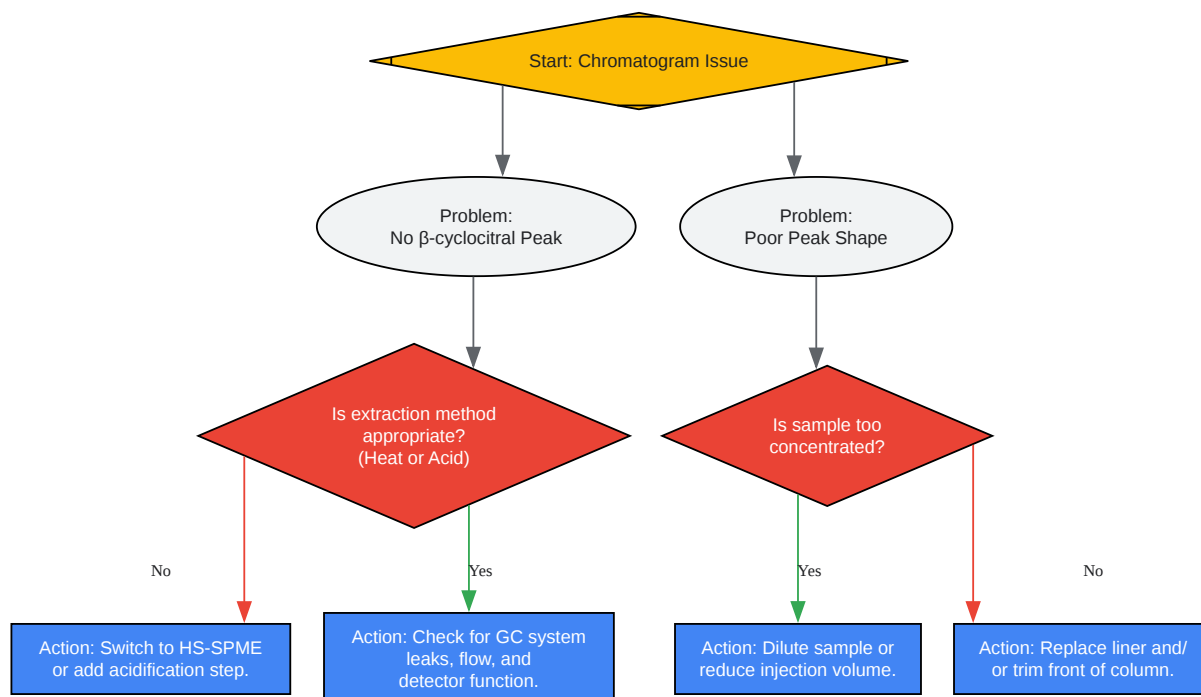 Start: Chromatogram Issue
Problem:
No β-cyclocitral Peak
Problem:
Poor Peak Shape
Is extraction method
appropriate?
(Heat or Acid)
Is sample too
concentrated?
No
Yes
Yes
No
Action: Switch to HS-SPME
or add acidification step.
Action: Check for GC system
leaks, flow, and
detector function.
Action: Dilute sample or
reduce injection volume.
Action: Replace liner and/
or trim front of column.